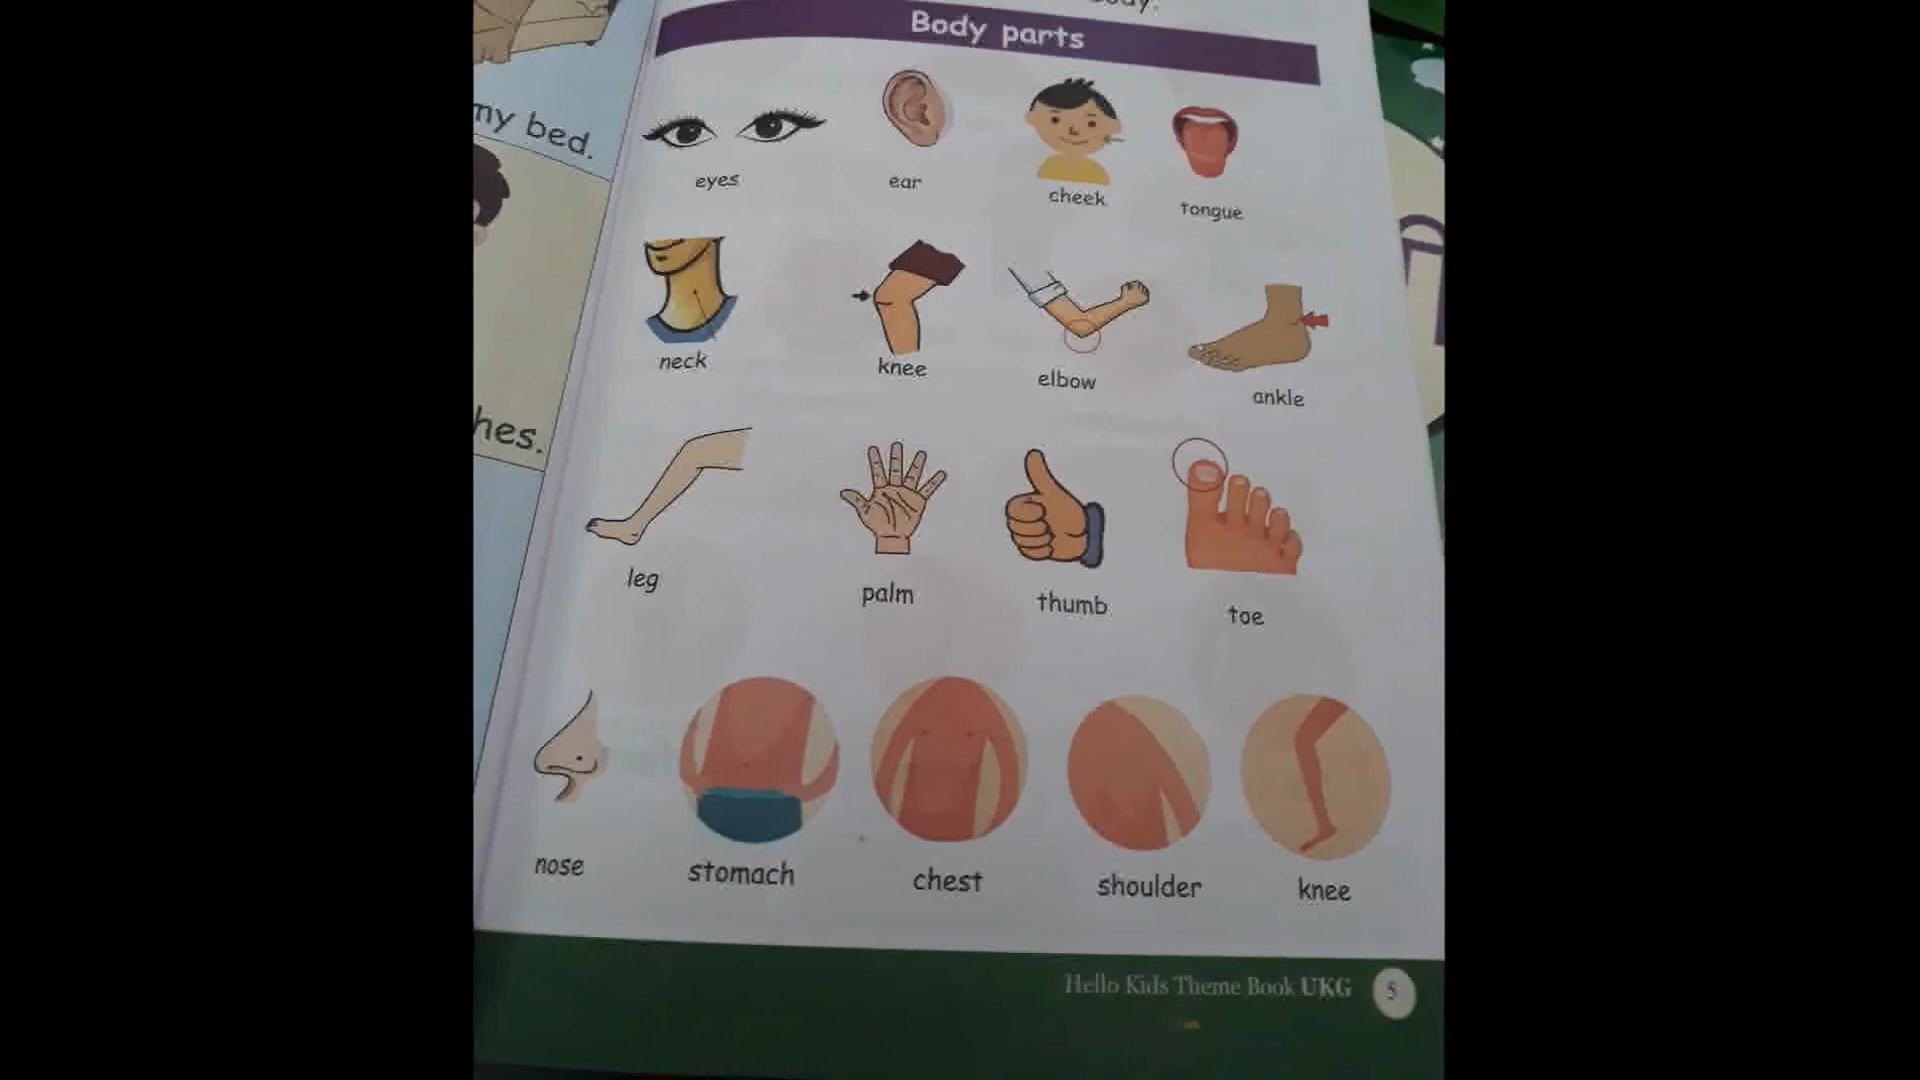 Body parts
eyes ear cheek tongue
neck knee elbow ankle
leg palm thumb toe
nose stomach chest shoulder knee
Hello Kids Theme Book UKG 5
my bed.